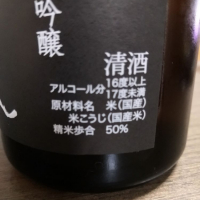 吟醸
清酒
アルコール分 16度以上
17度未満
原材料名 米(国産)
米こうじ(国産米)
精米歩合 50%